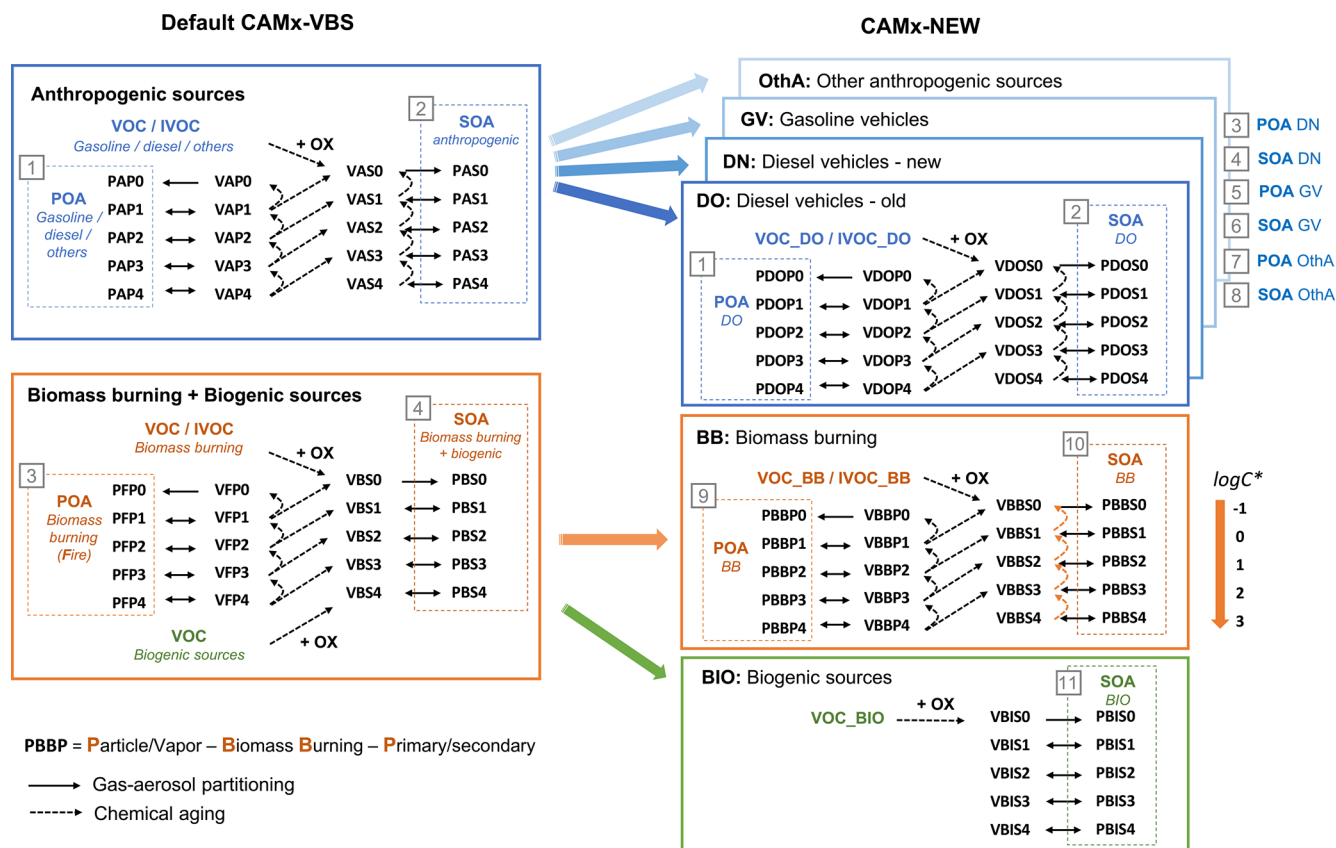 Default CAMx-VBS
CAMx-NEW
Anthropogenic sources
VOC / IVOC
Gasoline / diesel / others
+ OX
2
SOA
anthropogenic
1
POA
Gasoline /
diesel /
others
PAP0 VAP0 VAS0 PAS0
PAP1 VAP1 VAS1 PAS1
PAP2 VAP2 VAS2 PAS2
PAP3 VAP3 VAS3 PAS3
PAP4 VAP4 VAS4 PAS4
Biomass burning + Biogenic sources
VOC / IVOC
Biomass burning
+ OX
4
SOA
Biomass burning
+ biogenic
3
POA
Biomass
burning
(Fire)
PFP0 VFP0 VBS0 PBS0
PFP1 VFP1 VBS1 PBS1
PFP2 VFP2 VBS2 PBS2
PFP3 VFP3 VBS3 PBS3
PFP4 VFP4 VBS4 PBS4
VOC
Biogenic sources
+ OX
PBBP = Particle/Vapor – Biomass Burning – Primary/secondary
Gas-aerosol partitioning
Chemical aging
OthA: Other anthropogenic sources
GV: Gasoline vehicles
DN: Diesel vehicles - new
DO: Diesel vehicles - old
VOC_DO / IVOC_DO
+ OX
2
SOA
DO
1
POA
DO
PDOP0 VDOP0 VDOS0 PDOS0
PDOP1 VDOP1 VDOS1 PDOS1
PDOP2 VDOP2 VDOS2 PDOS2
PDOP3 VDOP3 VDOS3 PDOS3
PDOP4 VDOP4 VDOS4 PDOS4
3 POA DN
4 SOA DN
5 POA GV
6 SOA GV
7 POA OthA
8 SOA OthA
BB: Biomass burning
VOC_BB / IVOC_BB
+ OX
10
SOA
BB
9
POA
BB
PBBP0 VBBP0 VBBS0 PBBS0
PBBP1 VBBP1 VBBS1 PBBS1
PBBP2 VBBP2 VBBS2 PBBS2
PBBP3 VBBP3 VBBS3 PBBS3
PBBP4 VBBP4 VBBS4 PBBS4
logC*
-1
0
1
2
3
BIO: Biogenic sources
VOC_BIO
+ OX
11
SOA
BIO
VBIS0 PBIS0
VBIS1 PBIS1
VBIS2 PBIS2
VBIS3 PBIS3
VBIS4 PBIS4